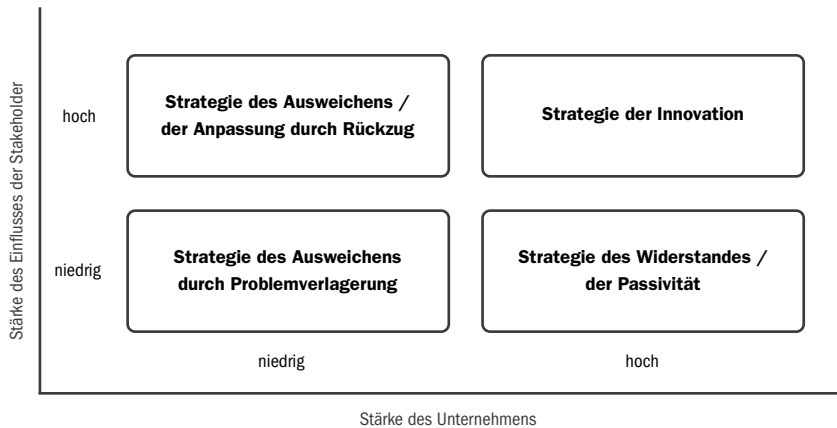 Stärke des Einflusses der Stakeholder
hoch
Strategie des Ausweichens /
der Anpassung durch Rückzug
Strategie der Innovation
niedrig
Strategie des Ausweichens
durch Problemverlagerung
Strategie des Widerstandes /
der Passivität
niedrig
hoch
Stärke des Unternehmens